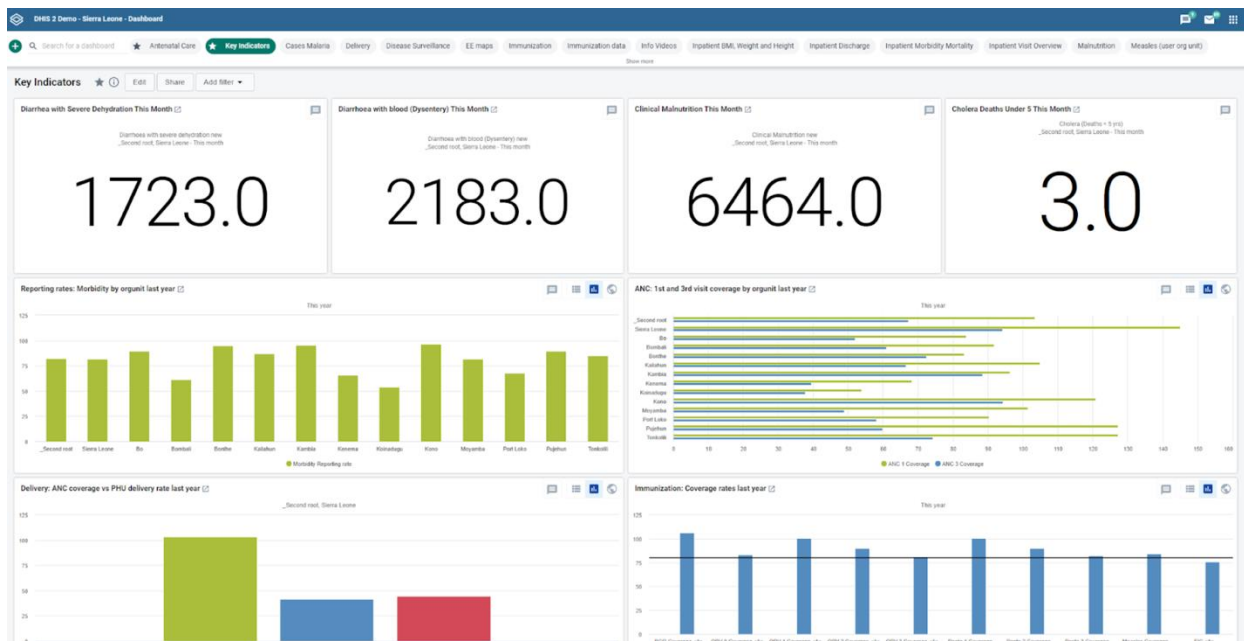 DHIS 2 Demo - Sierra Leone - Dashboard
Search for a dashboard
Antenatal Care
Key Indicators
Cases Malaria
Delivery
Disease Surveillance
EE maps
Immunization
Immunization data
Info Videos
Inpatient BMI, Weight and Height
Inpatient Discharge
Inpatient Morbidity Mortality
Inpatient Visit Overview
Malnutrition
Measles (user org unit)
Show more
Key Indicators
Edit
Share
Add filter
Diarrhea with Severe Dehydration This Month
Diarrhoea with severe dehydration new
_Second root, Sierra Leone - This month
1723.0
Diarrhoea with blood (Dysentery) This Month
Diarrhoea with blood (Dysentery) new
_Second root, Sierra Leone - This month
2183.0
Clinical Malnutrition This Month
Clinical Malnutrition new
_Second root, Sierra Leone - This month
6464.0
Cholera Deaths Under 5 This Month
Cholera (Deaths < 5 yrs)
_Second root, Sierra Leone - This month
3.0
Reporting rates: Morbidity by orgunit last year
This year
125
100
75
50
25
0
_Second root Sierra Leone Bo Bombali Bonthe Kailahun Kambia Kenema Koinadugu Kono Moyamba Port Loko Pujehun Tonkolili
Morbidity Reporting rate
ANC: 1st and 3rd visit coverage by orgunit last year
This year
_Second root
Sierra Leone
Bo
Bombali
Bonthe
Kailahun
Kambia
Kenema
Koinadugu
Kono
Moyamba
Port Loko
Pujehun
Tonkolili
0 10 20 30 40 50 60 70 80 90 100 110 120 130 140 150 160
ANC 1 Coverage ANC 3 Coverage
Delivery: ANC coverage vs PHU delivery rate last year
_Second root, Sierra Leone
125
100
75
50
25
Immunization: Coverage rates last year
This year
125
100
75
50
25
0